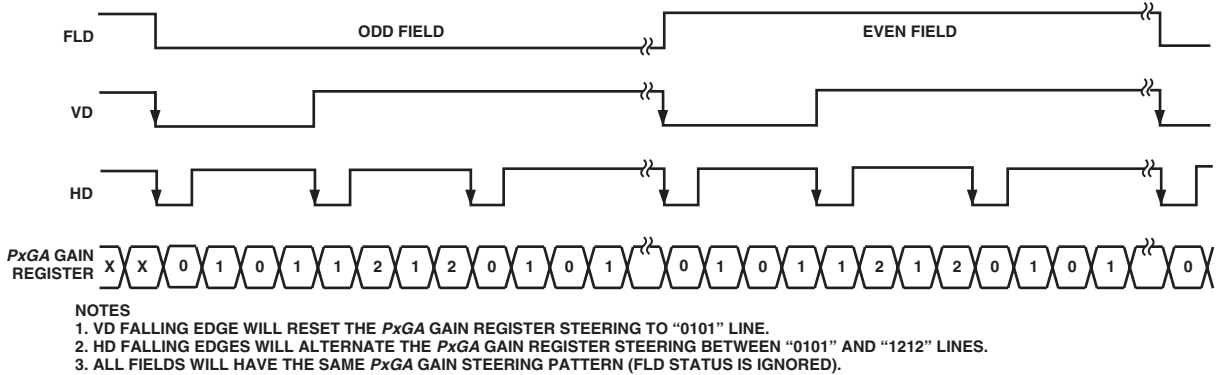 FLD
ODD FIELD
EVEN FIELD
VD
HD
PxGA GAIN
REGISTER
X X 0 1 0 1 1 2 1 2 0 1 0 1 0 1 0 1 1 2 1 2 0 1 0 1 0
NOTES
1. VD FALLING EDGE WILL RESET THE PxGA GAIN REGISTER STEERING TO “0101” LINE.
2. HD FALLING EDGES WILL ALTERNATE THE PxGA GAIN REGISTER STEERING BETWEEN “0101” AND “1212” LINES.
3. ALL FIELDS WILL HAVE THE SAME PxGA GAIN STEERING PATTERN (FLD STATUS IS IGNORED).